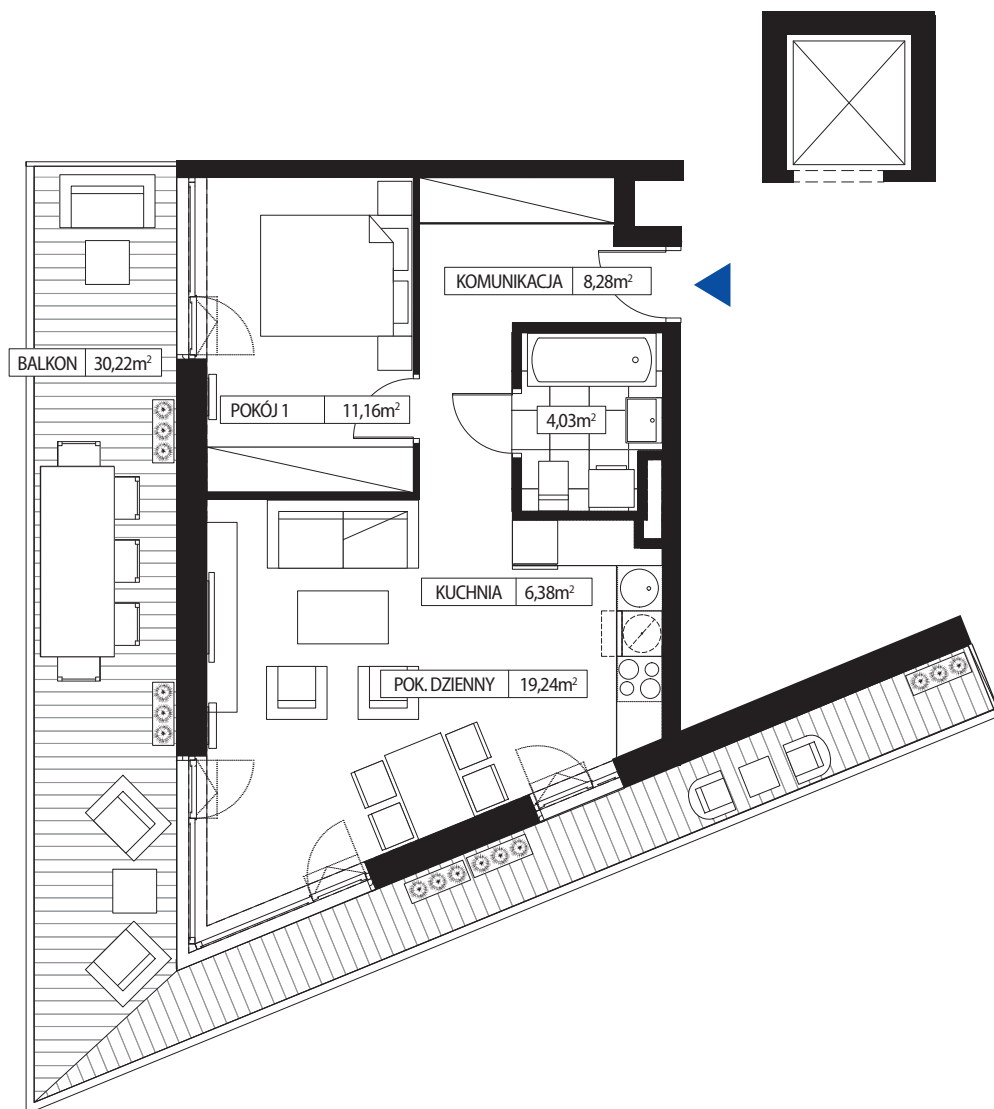 KOMUNIKACJA 8,28m²
BALKON 30,22m²
POKÓJ 1 11,16m²
4,03m²
KUCHNIA 6,38m²
POK. DZIENNY 19,24m²